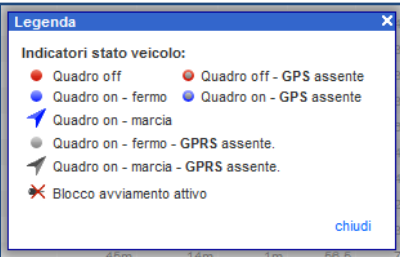 Legenda
Indicatori stato veicolo:
Quadro off Quadro off - GPS assente
Quadro on - fermo Quadro on - GPS assente
Quadro on - marcia
Quadro on - fermo - GPRS assente.
Quadro on - marcia - GPRS assente.
Blocco avviamento attivo
chiudi